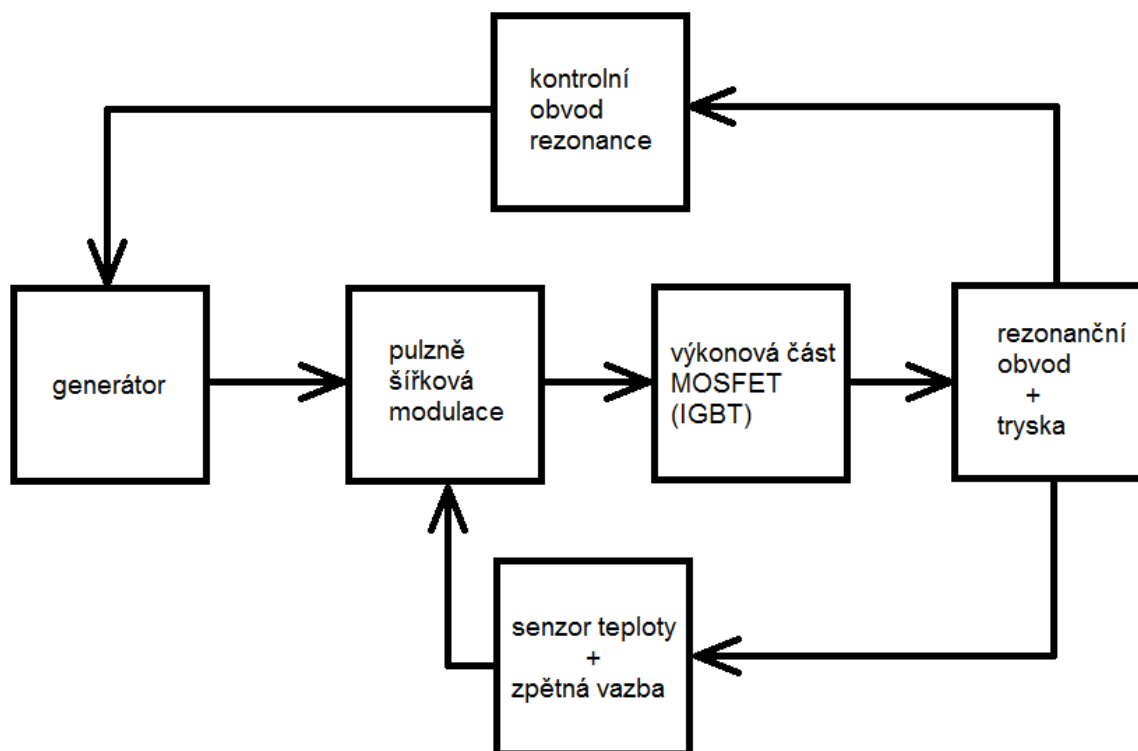 kontrolní
obvod
rezonance
generátor
pulzně
šířková
modulace
výkonová část
MOSFET
(IGBT)
rezonanční
obvod
+
tryska
senzor teploty
+
zpětná vazba